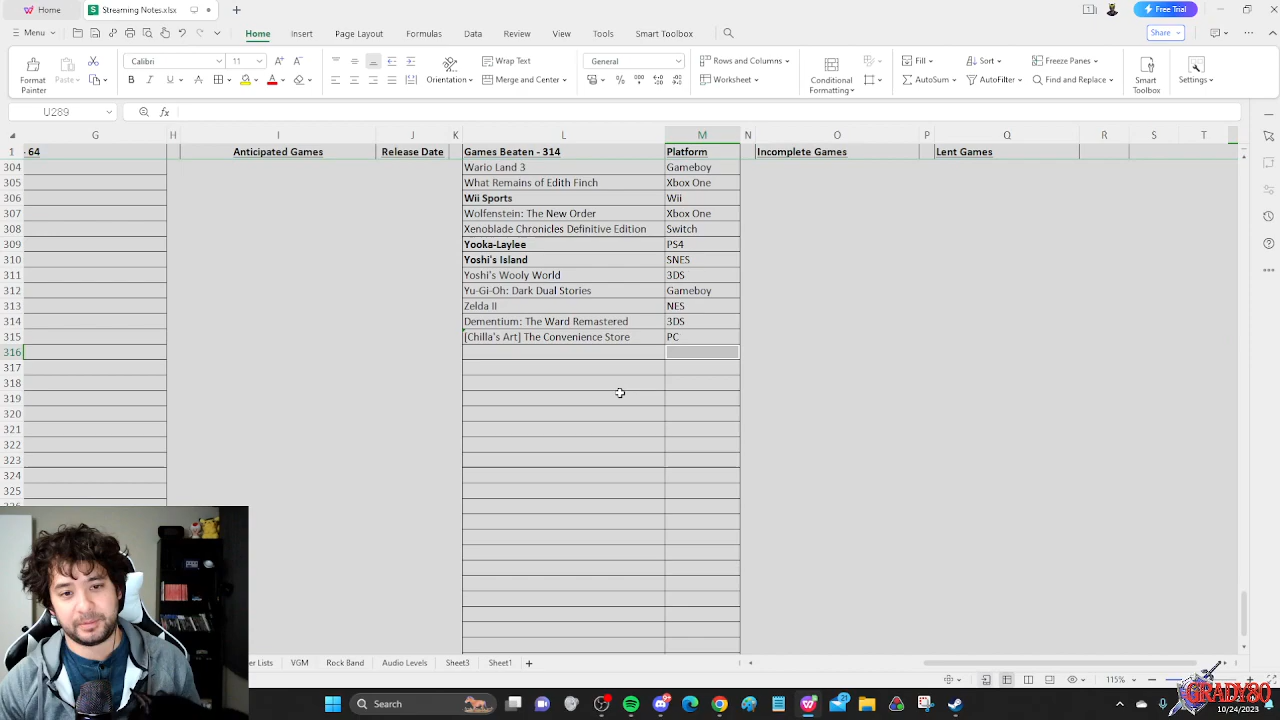 Home
Streaming Notes.xlsx
Free Trial
Menu
Home
Insert
Page Layout
Formulas
Data
Review
View
Tools
Smart Toolbox
Share
Format Painter
Paste
Calibri
11
Orientation
Wrap Text
Merge and Center
General
Rows and Columns
Worksheet
Conditional Formatting
Fill
Sort
Freeze Panes
AutoSum
AutoFilter
Find and Replace
Smart Toolbox
Settings
U289
fx
G H I J K L M N O P Q R S T
1 64 Anticipated Games Release Date Games Beaten - 314 Platform Incomplete Games Lent Games
304 Wario Land 3 Gameboy
305 What Remains of Edith Finch Xbox One
306 Wii Sports Wii
307 Wolfenstein: The New Order Xbox One
308 Xenoblade Chronicles Definitive Edition Switch
309 Yooka-Laylee PS4
310 Yoshi's Island SNES
311 Yoshi's Wooly World 3DS
312 Yu-Gi-Oh: Dark Dual Stories Gameboy
313 Zelda II NES
314 Dementium: The Ward Remastered 3DS
315 [Chilla's Art] The Convenience Store PC
316
317
318
319
320
321
322
323
324
325
er Lists
VGM
Rock Band
Audio Levels
Sheet3
Sheet1
115%
Search
21
10/24/2023